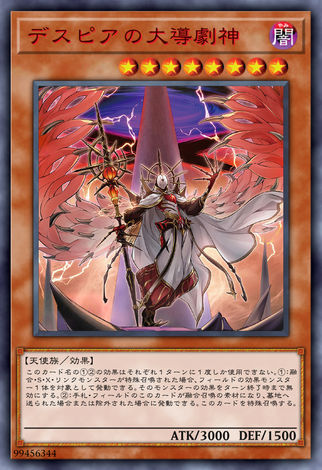 デスピアの大導劇神
闇
やみ
【天使族/効果】
このカード名の①②の効果はそれぞれ１ターンに１度しか使用できない。①:融
合・S・X・リンクモンスターが特殊召喚された場合、フィールドの効果モンスタ
ー１体を対象として発動できる。そのモンスターの効果をターン終了時まで無
効にする。②:手札・フィールドのこのカードが融合召喚の素材になり、墓地へ
送られた場合または除外された場合に発動できる。このカードを特殊召喚する。
ATK/3000 DEF/1500
99456344